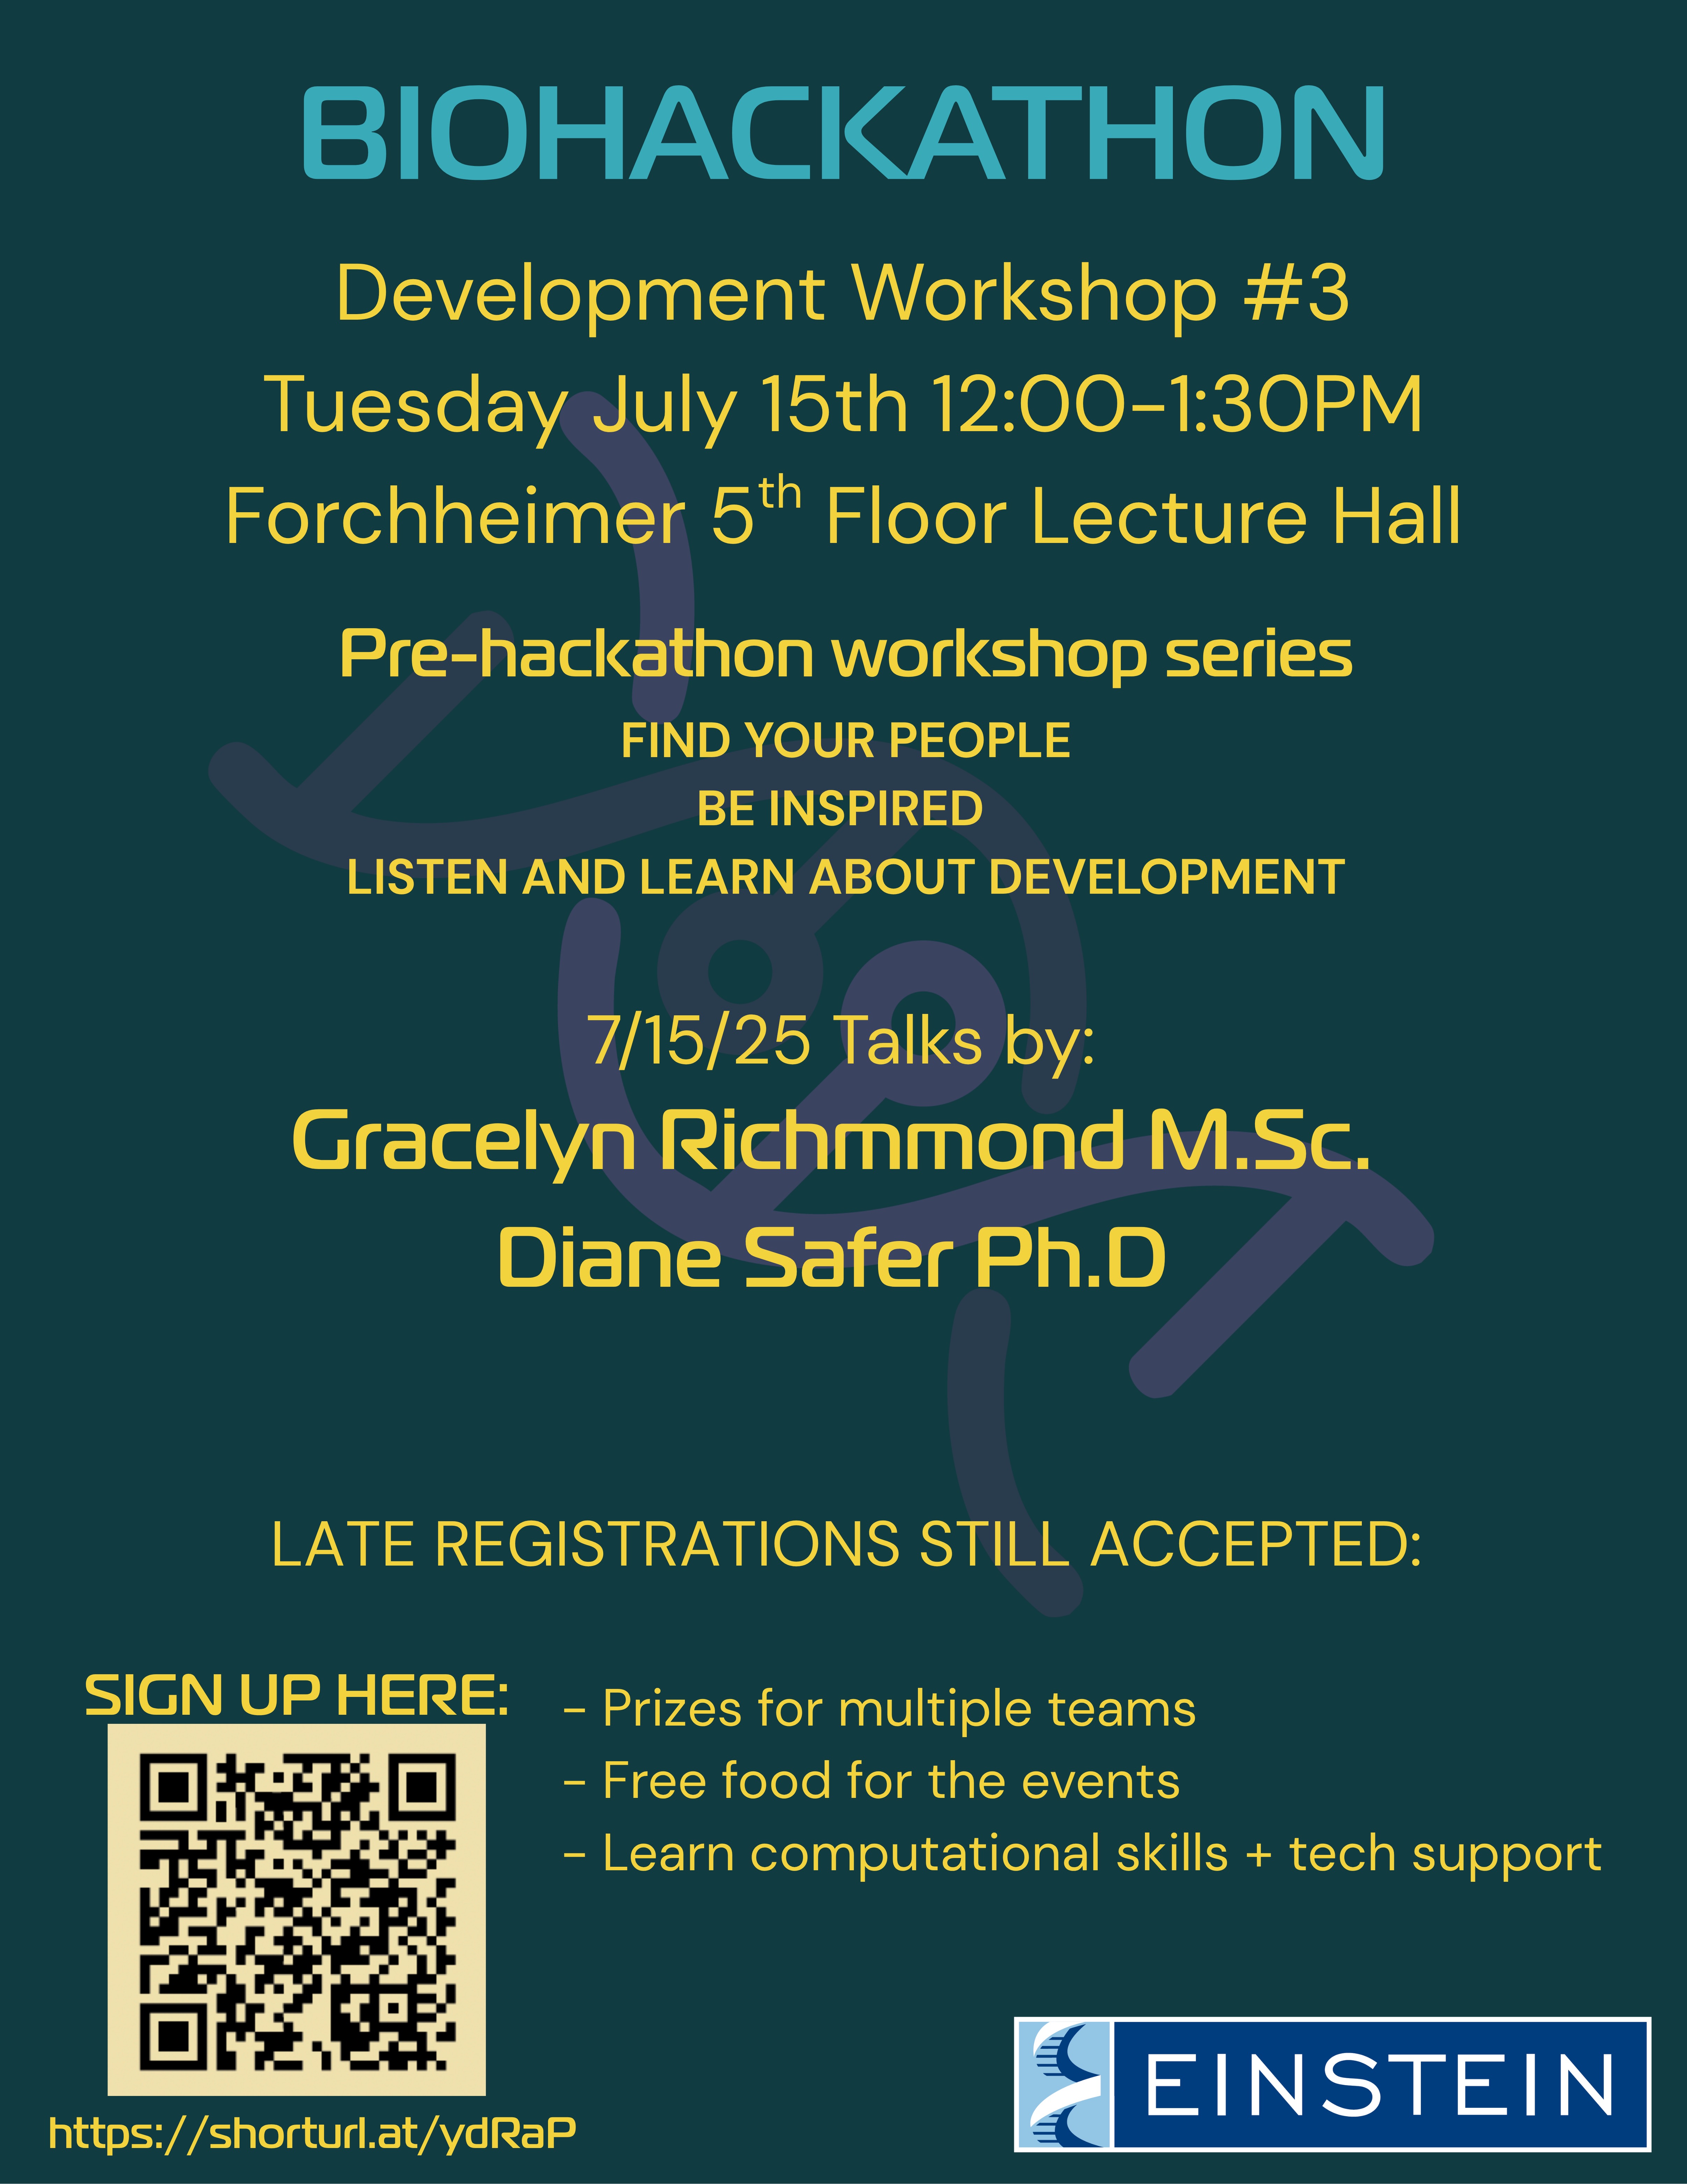 BIOHACKATHON
Development Workshop #3
Tuesday July 15th 12:00-1:30PM
Forchheimer 5th Floor Lecture Hall
Pre-hackathon workshop series
FIND YOUR PEOPLE
BE INSPIRED
LISTEN AND LEARN ABOUT DEVELOPMENT
7/15/25 Talks by:
Gracelyn Richmmond M.Sc.
Diane Safer Ph.D
LATE REGISTRATIONS STILL ACCEPTED:
SIGN UP HERE:
- Prizes for multiple teams
- Free food for the events
- Learn computational skills + tech support
https://shorturl.at/ydRaP
EINSTEIN